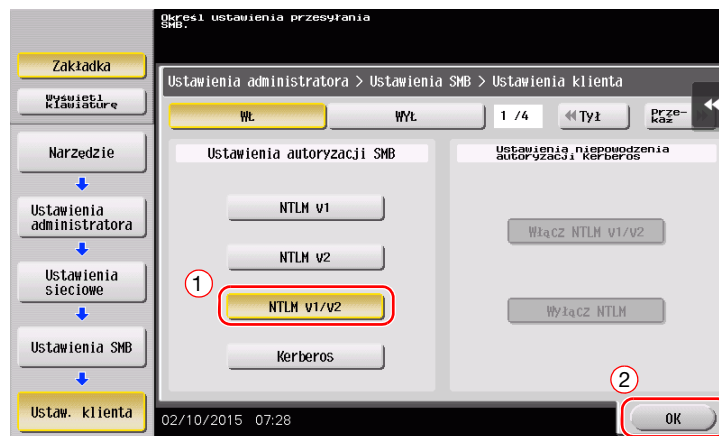 Określ ustawienia przesyłania
SMB.
Zakładka
Wyświetl
klawiaturę
Narzędzie
Ustawienia
administratora
Ustawienia
sieciowe
Ustawienia SMB
Ustaw. klienta
Ustawienia administratora > Ustawienia SMB > Ustawienia klienta
WŁ
WYŁ
1 /4
Tył
Prze-
każ
Ustawienia autoryzacji SMB
Ustawienia niepowodzenia
autoryzacji Kerberos
NTLM v1
NTLM v2
1
NTLM v1/v2
Kerberos
Włącz NTLM v1/v2
Wyłącz NTLM
2
02/10/2015 07:28
OK